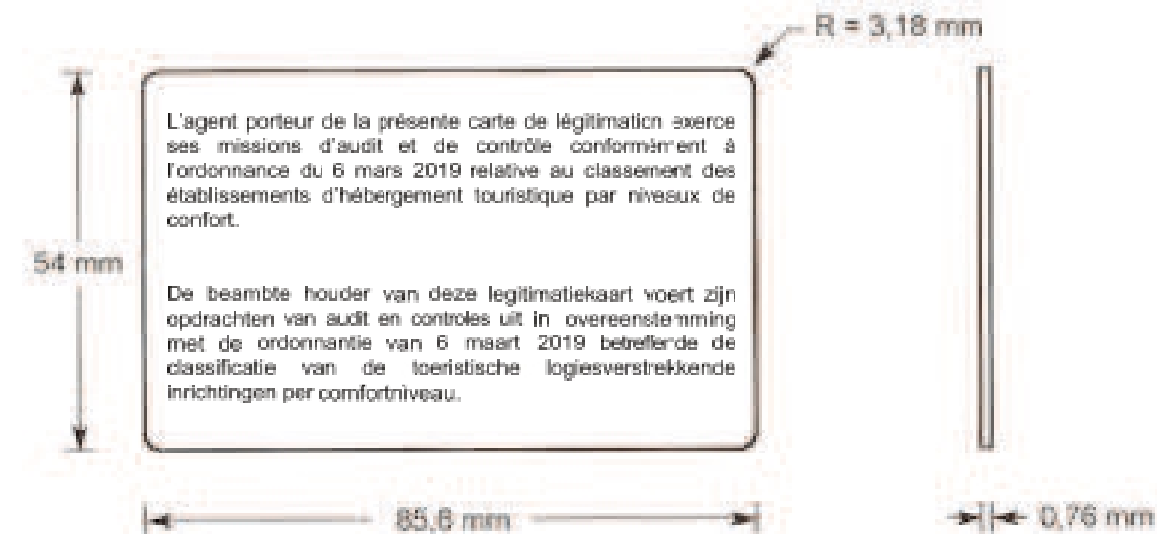 R = 3,18 mm
L'agent porteur de la présente carte de légitimation exerce
ses missions d'audit et de contrôle conformément à
l'ordonnance du 6 mars 2019 relative au classement des
établissements d'hébergement touristique par niveaux de
confort.
54 mm
De beambte houder van deze legitimatiekaart voert zijn
opdrachten van audit en controles uit in overeenstemming
met de ordonnantie van 6 maart 2019 betreffende de
classificatie van de toeristische logiesverstrekkende
inrichtingen per comfortniveau.
85,6 mm
0,76 mm